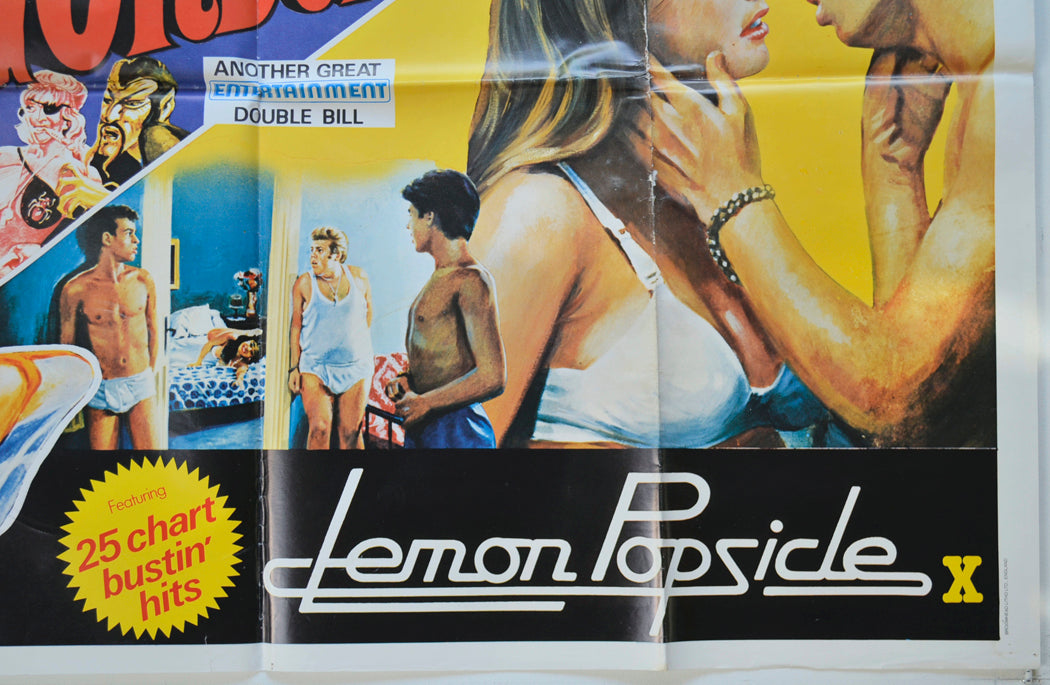 ANOTHER GREAT
ENTERTAINMENT
DOUBLE BILL
Featuring
25 chart
bustin'
hits
Lemon Popsicle
X